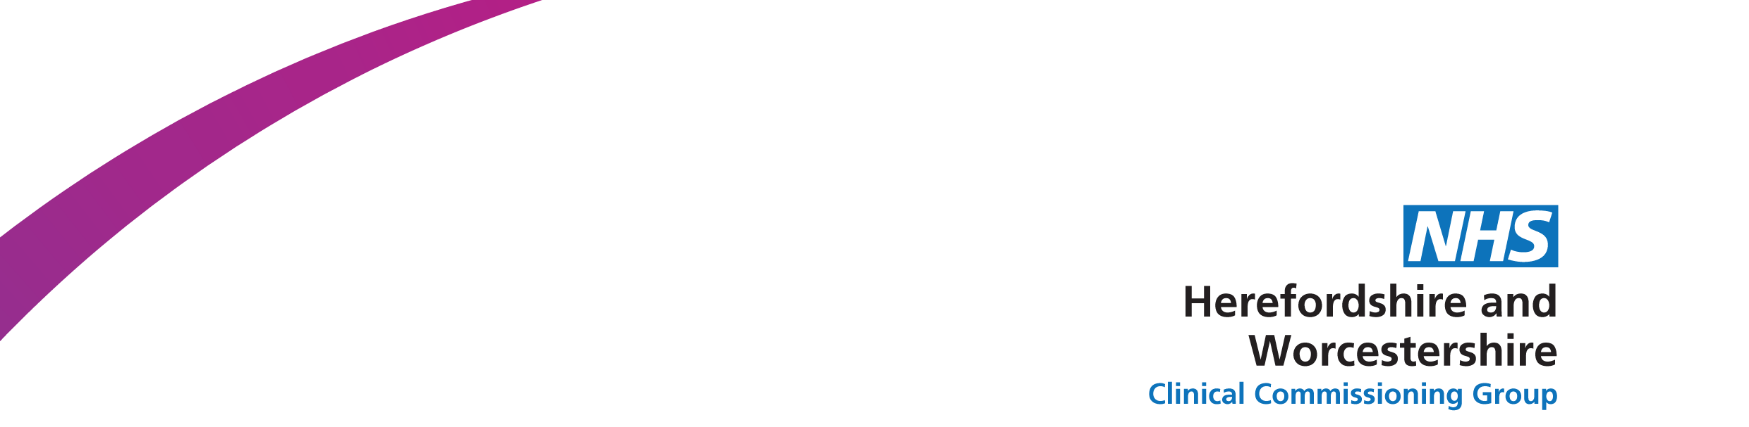 NHS
Herefordshire and
Worcestershire
Clinical Commissioning Group